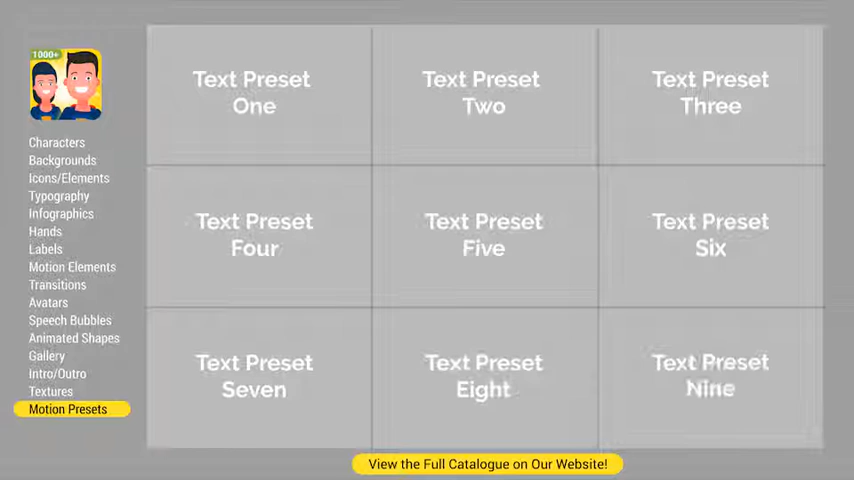 1000+
Characters
Backgrounds
Icons/Elements
Typography
Infographics
Hands
Labels
Motion Elements
Transitions
Avatars
Speech Bubbles
Animated Shapes
Gallery
Intro/Outro
Textures
Motion Presets
Text Preset
One
Text Preset
Two
Text Preset
Three
Text Preset
Four
Text Preset
Five
Text Preset
Six
Text Preset
Seven
Text Preset
Eight
Text Preset
Nine
View the Full Catalogue on Our Website!